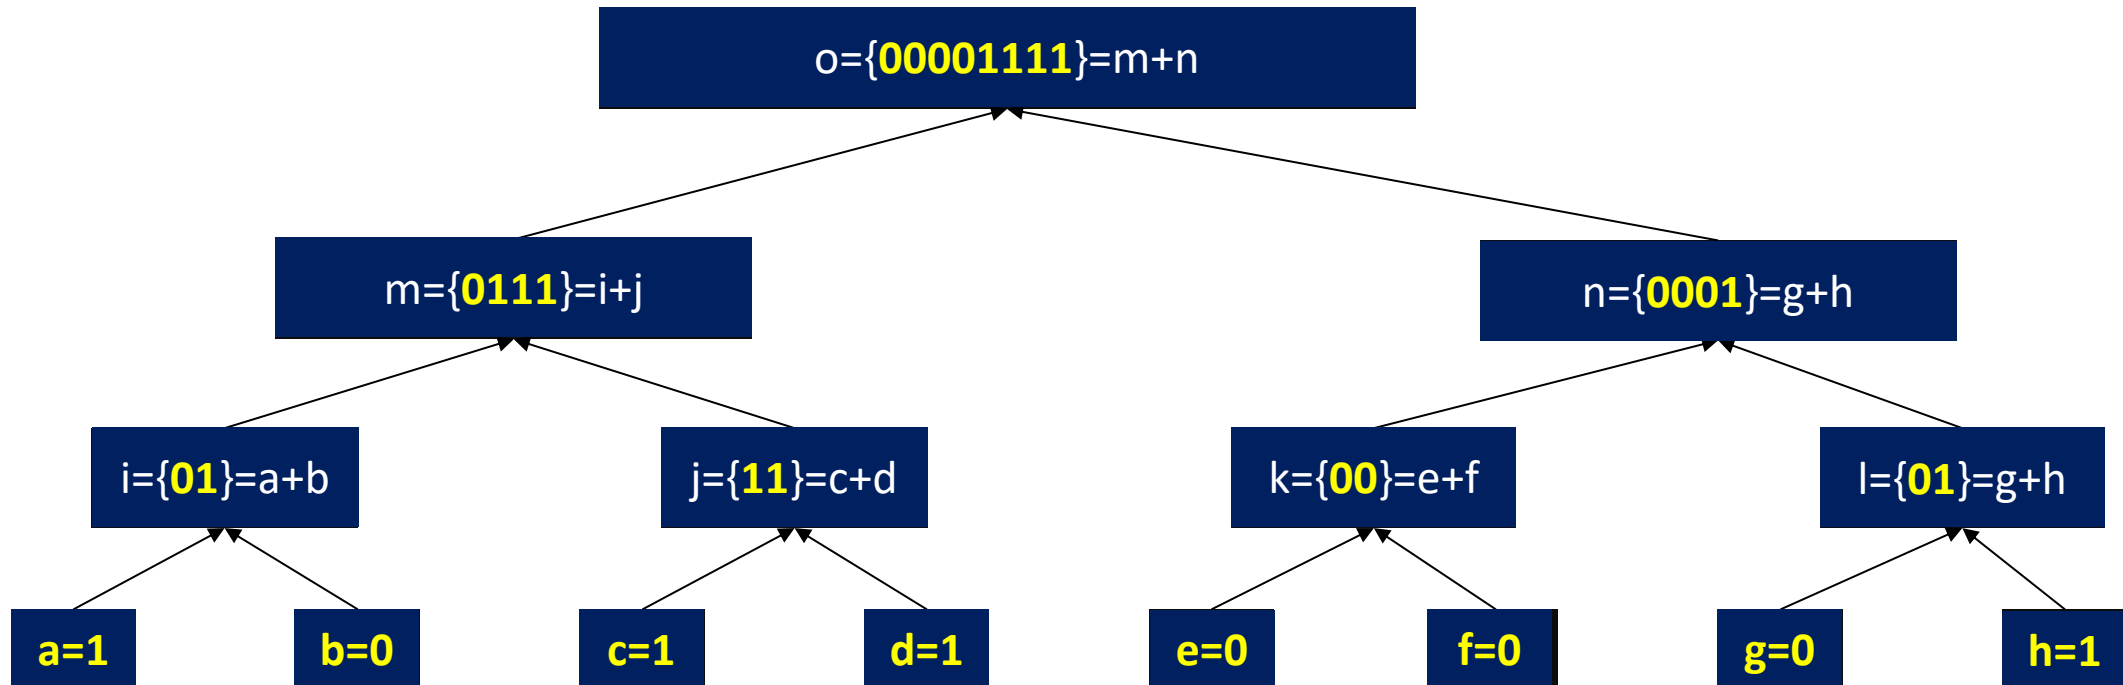 o={00001111}=m+n
m={0111}=i+j
n={0001}=g+h
i={01}=a+b
j={11}=c+d
k={00}=e+f
l={01}=g+h
a=1
b=0
c=1
d=1
e=0
f=0
g=0
h=1